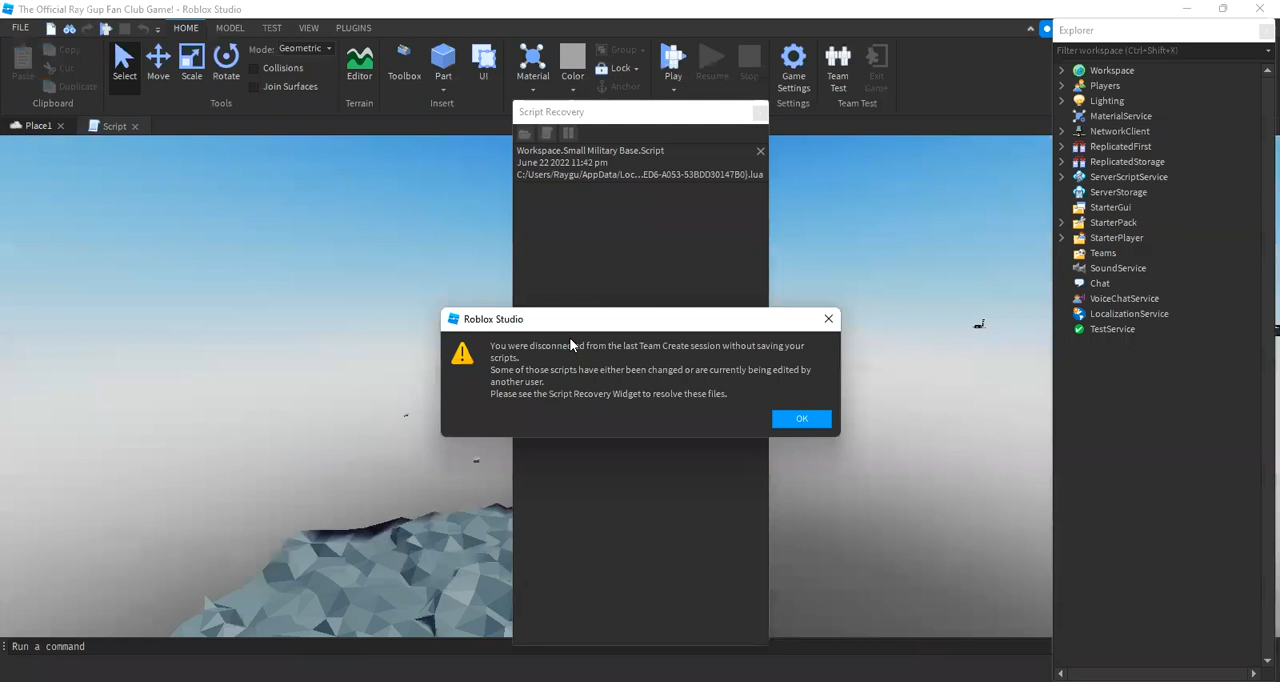 The Official Ray Gup Fan Club Game! - Roblox Studio
FILE HOME MODEL TEST VIEW PLUGINS
Paste
Copy
Cut
Duplicate
Clipboard
Select
Move
Scale
Rotate
Mode: Geometric
Collisions
Join Surfaces
Tools
Editor
Terrain
Toolbox
Part
UI
Insert
Material
Color
Group
Lock
Anchor
Play
Resume
Stop
Game
Settings
Settings
Team
Test
Exit
Game
Team Test
Place1
Script
Script Recovery
Workspace.Small Military Base.Script
June 22 2022 11:42 pm
C:/Users/Raygu/AppData/Loc...ED6-A053-53BDD30147B0}.lua
Roblox Studio
You were disconnected from the last Team Create session without saving your
scripts.
Some of those scripts have either been changed or are currently being edited by
another user.
Please see the Script Recovery Widget to resolve these files.
OK
Explorer
Filter workspace (Ctrl+Shift+X)
Workspace
Players
Lighting
MaterialService
NetworkClient
ReplicatedFirst
ReplicatedStorage
ServerScriptService
ServerStorage
StarterGui
StarterPack
StarterPlayer
Teams
SoundService
Chat
VoiceChatService
LocalizationService
TestService
Run a command